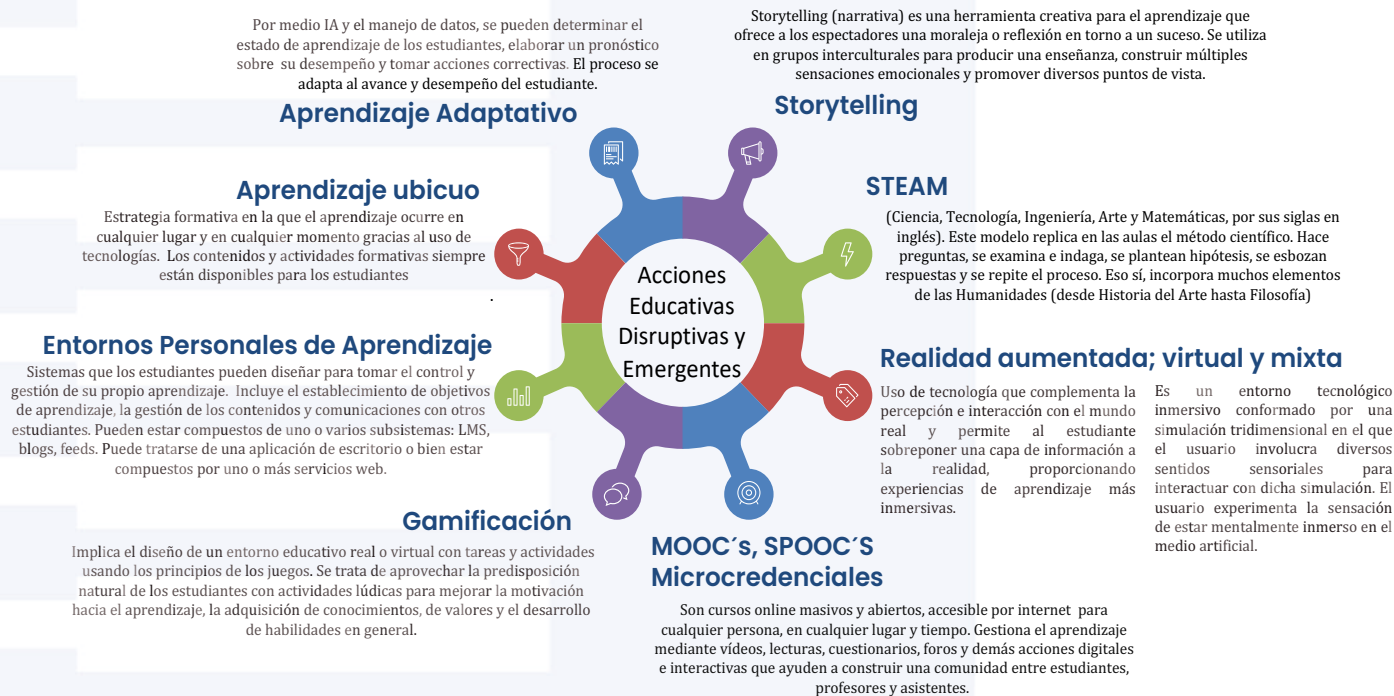 Por medio IA y el manejo de datos, se pueden determinar el
estado de aprendizaje de los estudiantes, elaborar un pronóstico
sobre su desempeño y tomar acciones correctivas. El proceso se
adapta al avance y desempeño del estudiante.
Aprendizaje Adaptativo
Storytelling (narrativa) es una herramienta creativa para el aprendizaje que
ofrece a los espectadores una moraleja o reflexión en torno a un suceso. Se utiliza
en grupos interculturales para producir una enseñanza, construir múltiples
sensaciones emocionales y promover diversos puntos de vista.
Storytelling
Aprendizaje ubicuo
Estrategia formativa en la que el aprendizaje ocurre en
cualquier lugar y en cualquier momento gracias al uso de
tecnologías. Los contenidos y actividades formativas siempre
están disponibles para los estudiantes
.
STEAM
(Ciencia, Tecnología, Ingeniería, Arte y Matemáticas, por sus siglas en
inglés). Este modelo replica en las aulas el método científico. Hace
preguntas, se examina e indaga, se plantean hipótesis, se esbozan
respuestas y se repite el proceso. Eso sí, incorpora muchos elementos
de las Humanidades (desde Historia del Arte hasta Filosofía)
Acciones
Educativas
Disruptivas y
Emergentes
Entornos Personales de Aprendizaje
Sistemas que los estudiantes pueden diseñar para tomar el control y
gestión de su propio aprendizaje. Incluye el establecimiento de objetivos
de aprendizaje, la gestión de los contenidos y comunicaciones con otros
estudiantes. Pueden estar compuestos de uno o varios subsistemas: LMS,
blogs, feeds. Puede tratarse de una aplicación de escritorio o bien estar
compuestos por uno o más servicios web.
Realidad aumentada; virtual y mixta
Uso de tecnología que complementa la
percepción e interacción con el mundo
real y permite al estudiante
sobreponer una capa de información a
la realidad, proporcionando
experiencias de aprendizaje más
inmersivas.
Es un entorno tecnológico
inmersivo conformado por una
simulación tridimensional en el que
el usuario involucra diversos
sentidos sensoriales para
interactuar con dicha simulación. El
usuario experimenta la sensación
de estar mentalmente inmerso en el
medio artificial.
Gamificación
Implica el diseño de un entorno educativo real o virtual con tareas y actividades
usando los principios de los juegos. Se trata de aprovechar la predisposición
natural de los estudiantes con actividades lúdicas para mejorar la motivación
hacia el aprendizaje, la adquisición de conocimientos, de valores y el desarrollo
de habilidades en general.
MOOC´s, SPOOC´S
Microcredenciales
Son cursos online masivos y abiertos, accesible por internet para
cualquier persona, en cualquier lugar y tiempo. Gestiona el aprendizaje
mediante vídeos, lecturas, cuestionarios, foros y demás acciones digitales
e interactivas que ayuden a construir una comunidad entre estudiantes,
profesores y asistentes.